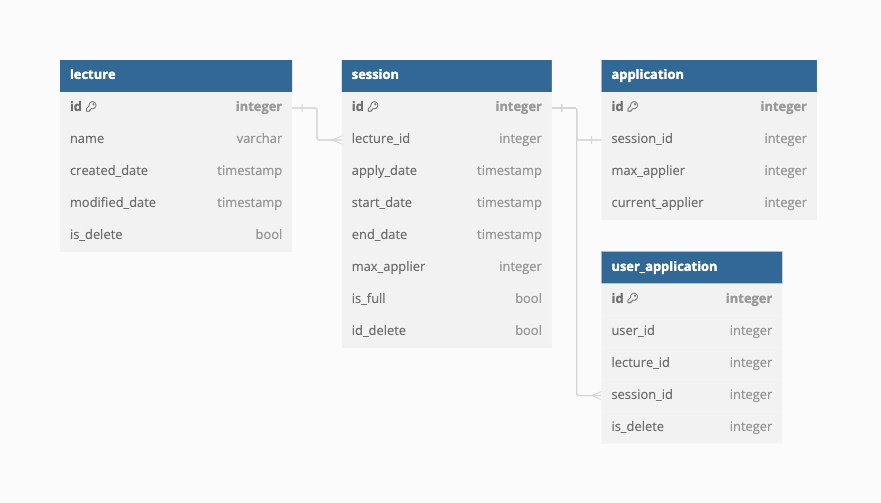 lecture
id integer
name varchar
created_date timestamp
modified_date timestamp
is_delete bool
session
id integer
lecture_id integer
apply_date timestamp
start_date timestamp
end_date timestamp
max_applier integer
is_full bool
id_delete bool
application
id integer
session_id integer
max_applier integer
current_applier integer
user_application
id integer
user_id integer
lecture_id integer
session_id integer
is_delete integer